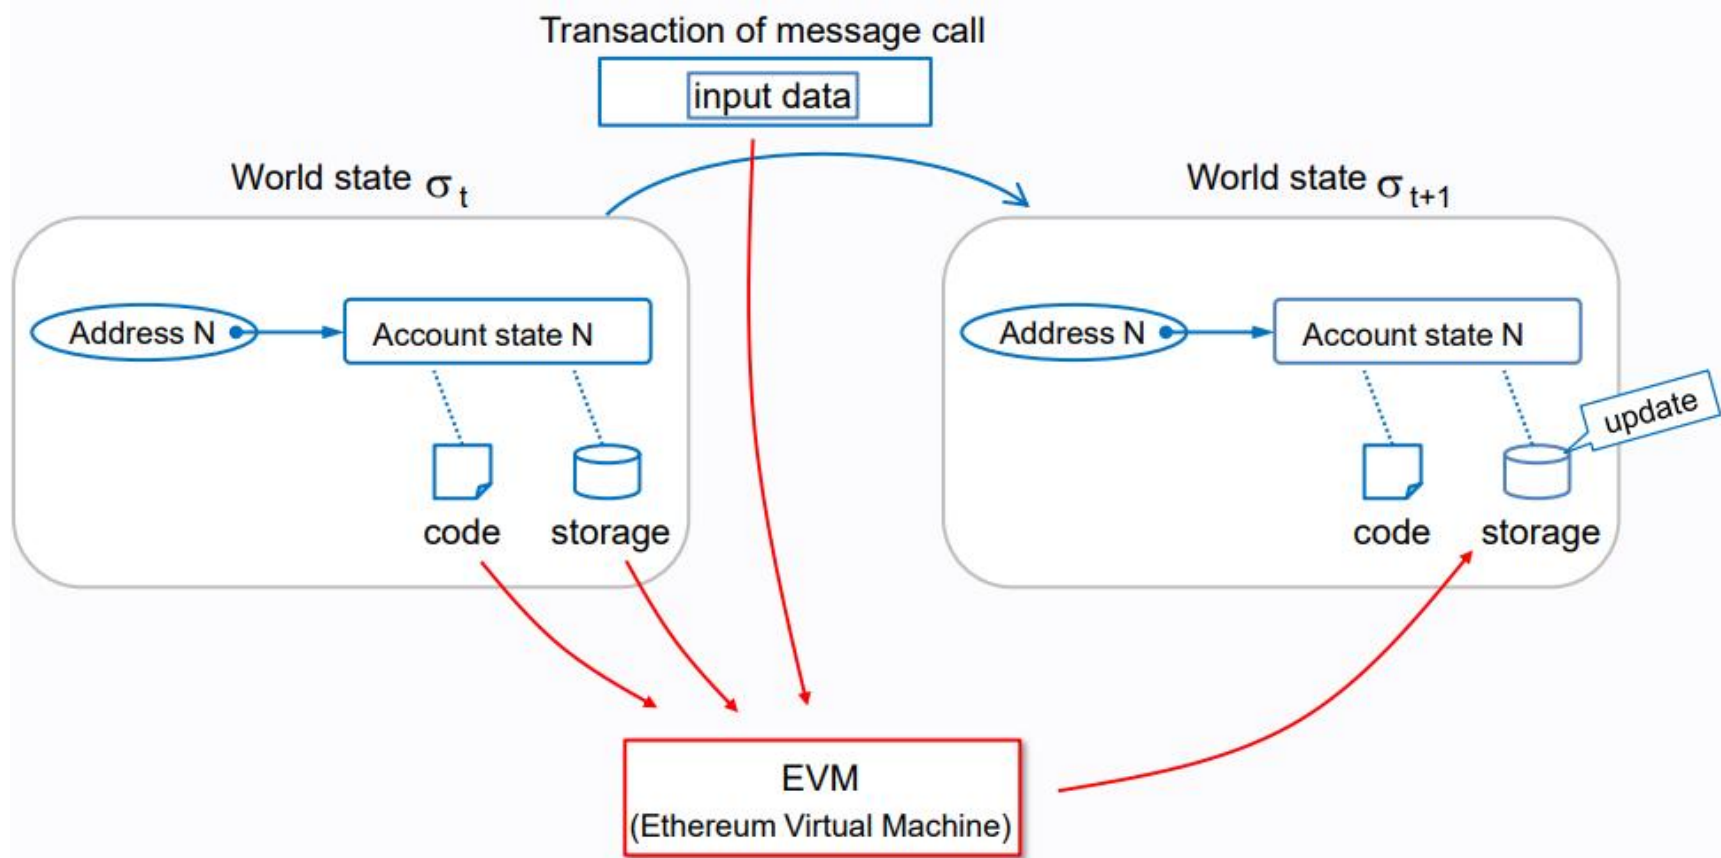 Transaction of message call
input data
World state σ t
World state σ t+1
Address N
Account state N
Address N
Account state N
update
code
storage
code
storage
EVM
(Ethereum Virtual Machine)